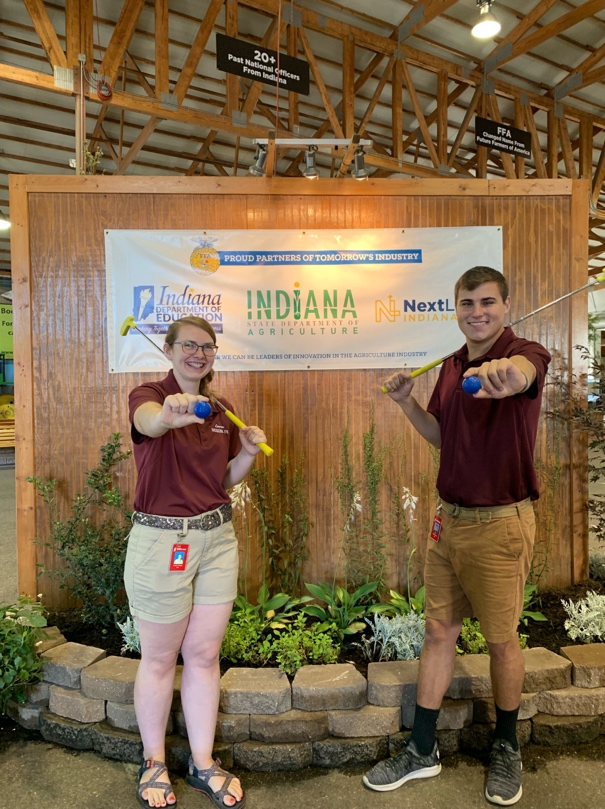 20+
Past National Officers
From Indiana
FFA
Changed Name From
Future Farmers of America
PROUD PARTNERS OF TOMORROW'S INDUSTRY
Indiana
DEPARTMENT OF
EDUCATION
INDIANA
STATE DEPARTMENT OF
AGRICULTURE
NextL
INDIANA
WE CAN BE LEADERS OF INNOVATION IN THE AGRICULTURE INDUSTRY